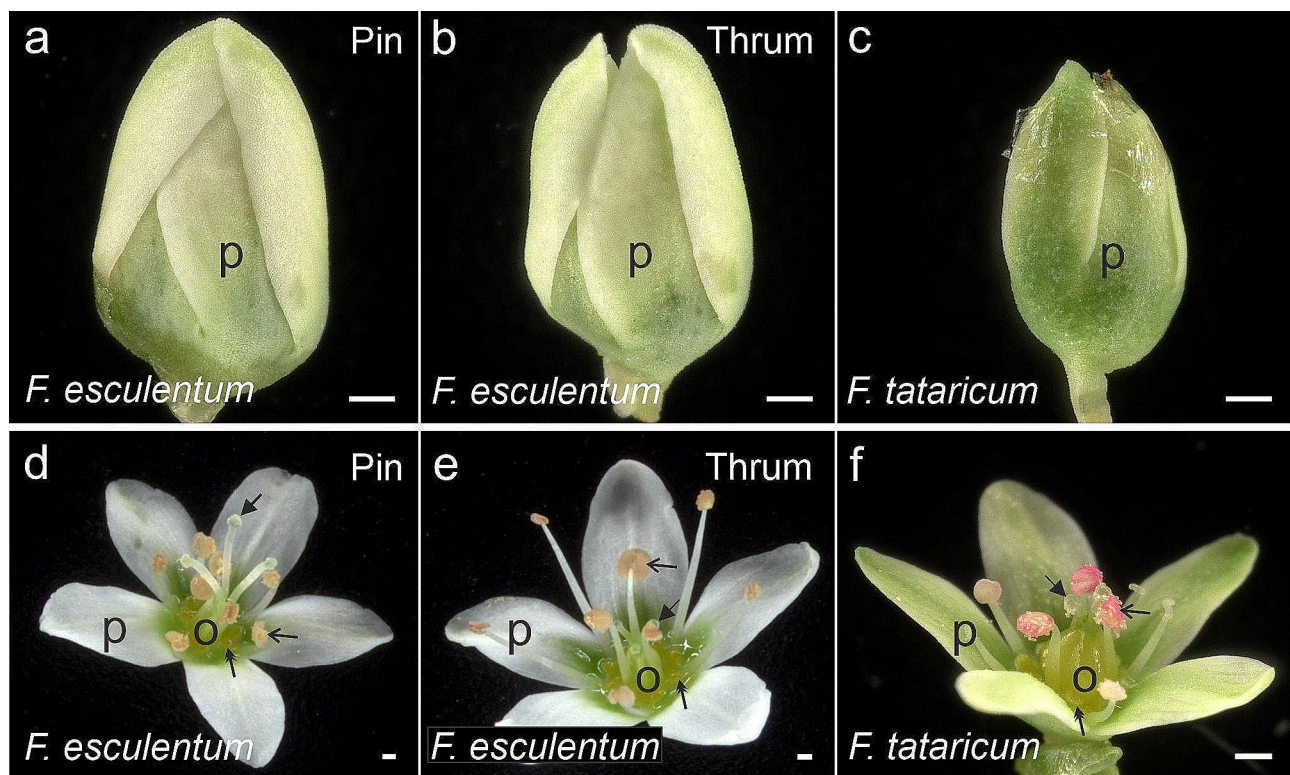 a Pin
b Thrum
c
p
p
p
F. esculentum
F. esculentum
F. tataricum
d Pin
e Thrum
f
p o
p o
p o
F. esculentum
F. esculentum
F. tataricum